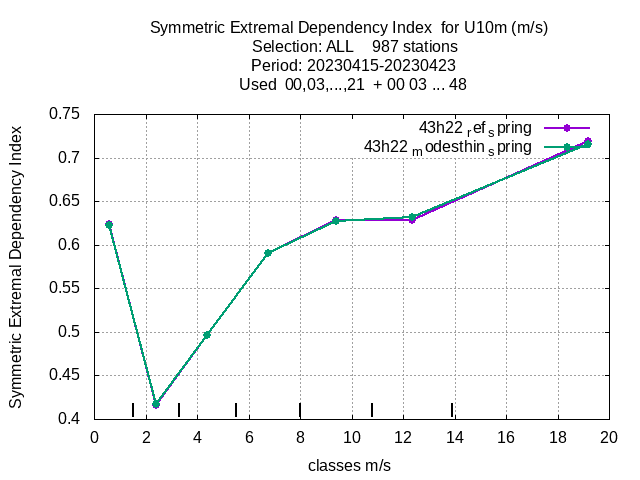 Symmetric Extremal Dependency Index for U10m (m/s)
Selection: ALL 987 stations
Period: 20230415-20230423
Used 00,03,...,21 + 00 03 ... 48
43h22 ref spring
43h22 modesthin spring
Symmetric Extremal Dependency Index
0.75
0.7
0.65
0.6
0.55
0.5
0.45
0.4
0 2 4 6 8 10 12 14 16 18 20
classes m/s